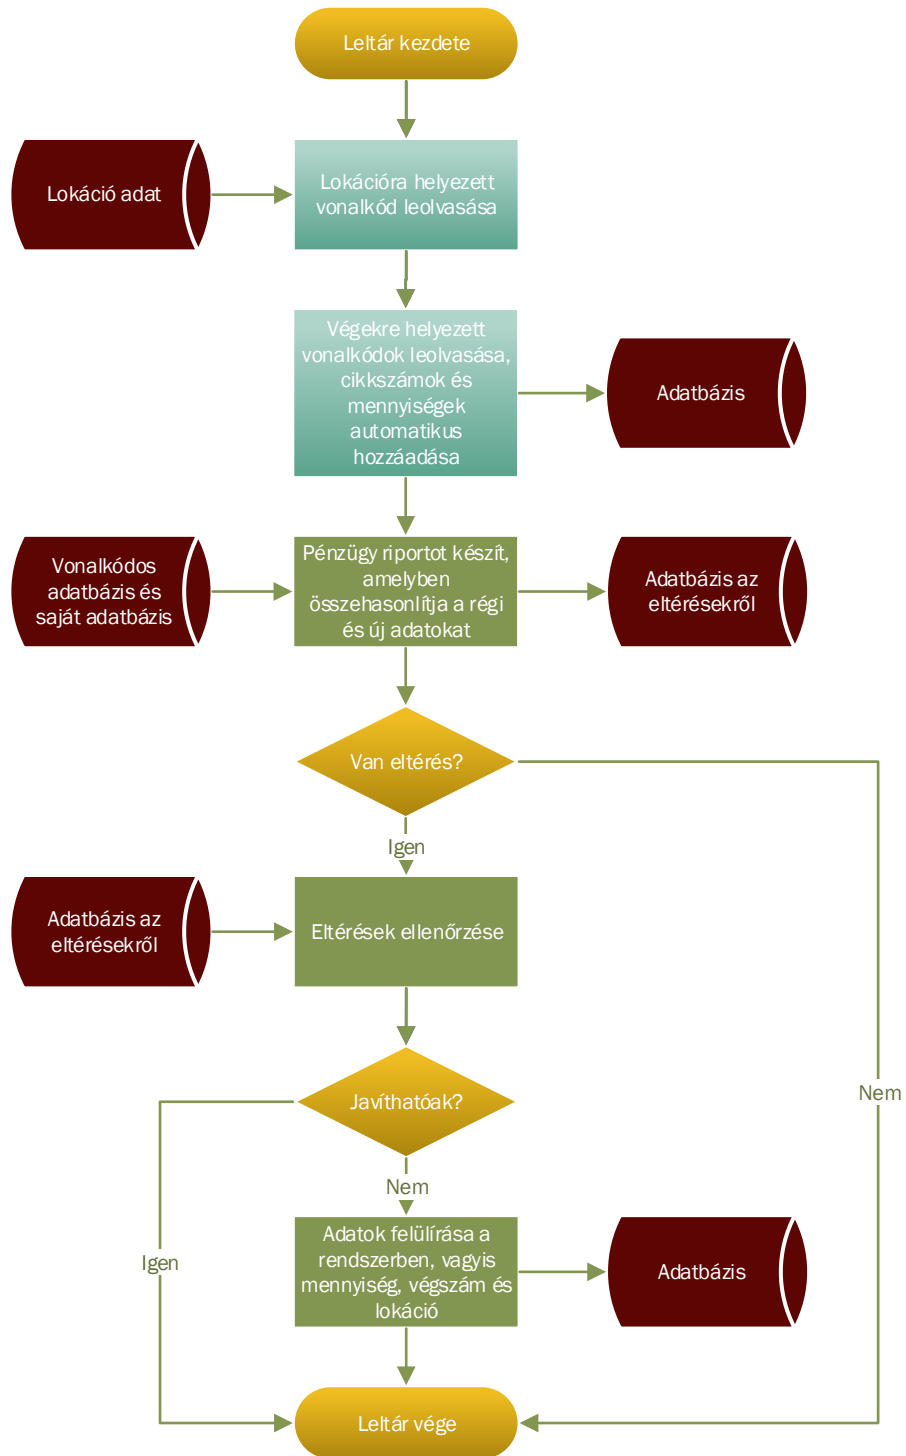 Leltár kezdete
Lokáció adat
Lokációra helyezett
vonalkód leolvasása
Végekre helyezett
vonalkódok leolvasása,
cikkszámok és
mennyiségek
automatikus
hozzáadása
Adatbázis
Vonalkódos
adatbázis és
saját adatbázis
Pénzügy riportot készít,
amelyben
összehasonlítja a régi
és új adatokat
Adatbázis az
eltérésekről
Van eltérés?
Igen
Adatbázis az
eltérésekről
Eltérések ellenőrzése
Javíthatóak?
Nem
Nem
Igen
Adatok felülírása a
rendszerben, vagyis
mennyiség, végszám és
lokáció
Adatbázis
Leltár vége